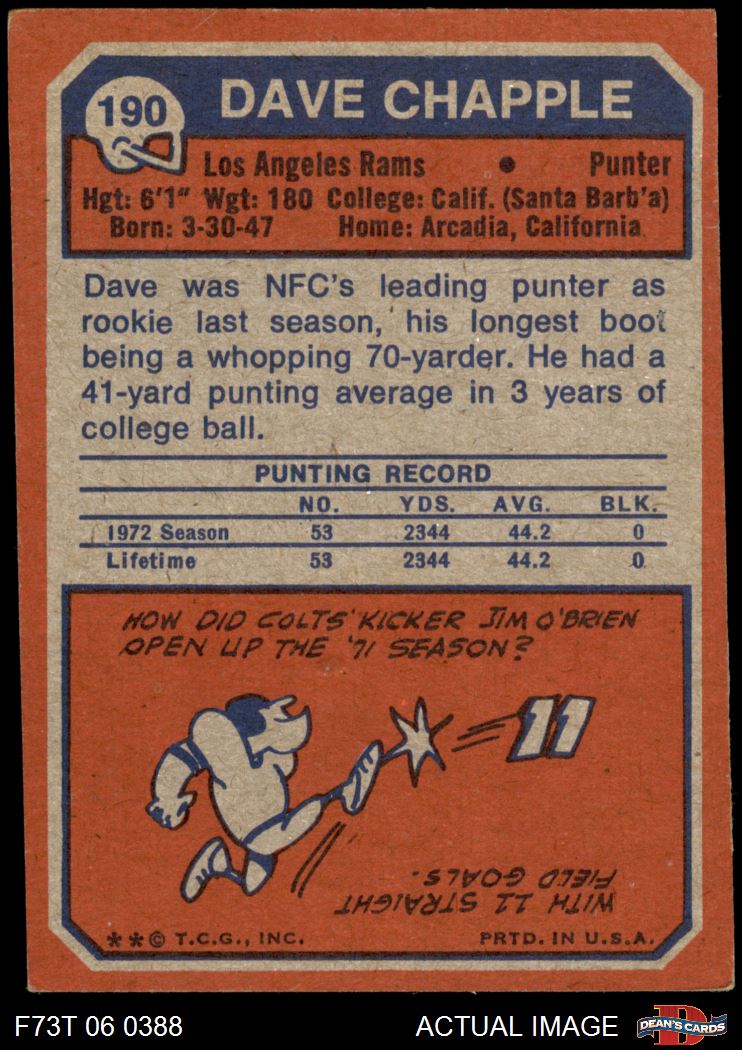 190
DAVE CHAPPLE
Los Angeles Rams • Punter
Hgt: 6'1" Wgt: 180 College: Calif. (Santa Barb'a)
Born: 3-30-47 Home: Arcadia, California
Dave was NFC's leading punter as
rookie last season, his longest boot
being a whopping 70-yarder. He had a
41-yard punting average in 3 years of
college ball.
PUNTING RECORD
NO. YDS. AVG. BLK.
1972 Season 53 2344 44.2 0
Lifetime 53 2344 44.2 0
HOW DID COLTS' KICKER JIM O'BRIEN
OPEN UP THE '71 SEASON?
11
WITH 11 STRAIGHT
FIELD GOALS.
**© T.C.G., INC. PRTD. IN U.S.A.
F73T 06 0388 ACTUAL IMAGE D DEAN'S CARDS